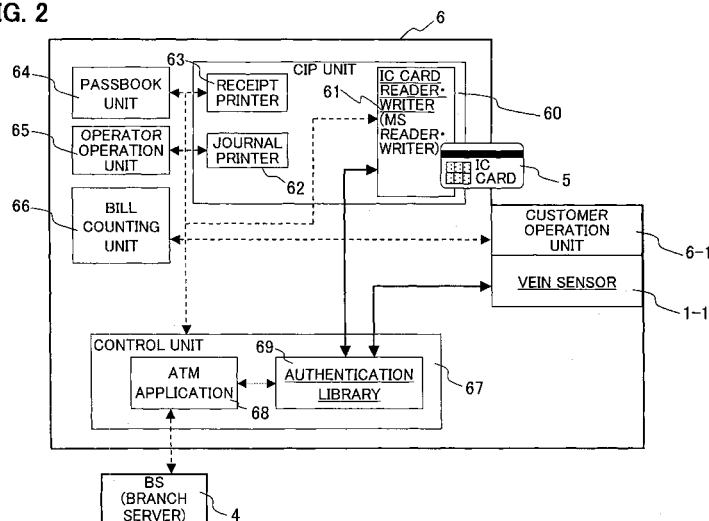 IG. 2
6
64
PASSBOOK
UNIT
63
RECEIPT
PRINTER
CIP UNIT
61
IC CARD
READER·
WRITER
(MS
READER·
WRITER)
60
65
OPERATOR
OPERATION
UNIT
JOURNAL
PRINTER
62
IC
CARD
5
66
BILL
COUNTING
UNIT
CUSTOMER
OPERATION
UNIT
6-1
VEIN SENSOR
1-1
CONTROL UNIT
69
ATM
APPLICATION
68
AUTHENTICATION
LIBRARY
67
BS
(BRANCH
SERVER)
4